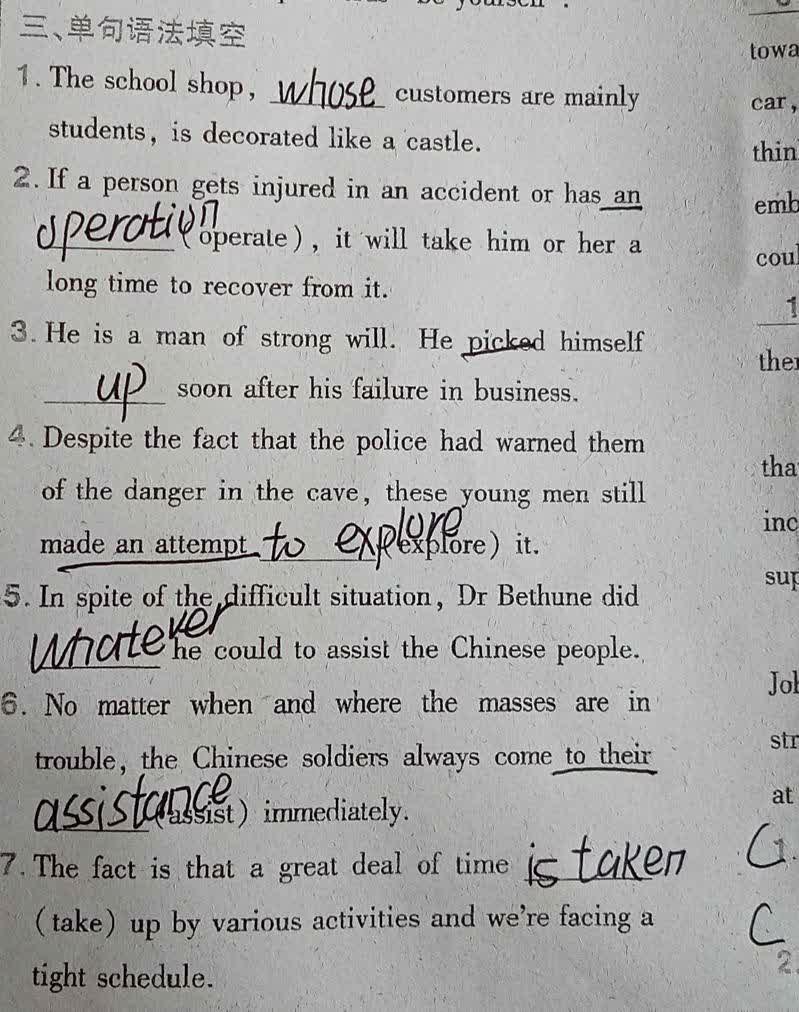 be yourself .
三、单句语法填空
1. The school shop, whose customers are mainly
students, is decorated like a castle.
2. If a person gets injured in an accident or has an
operation (operate), it will take him or her a
long time to recover from it.
3. He is a man of strong will. He picked himself
up soon after his failure in business.
4. Despite the fact that the police had warned them
of the danger in the cave, these young men still
made an attempt to explore (explore) it.
5. In spite of the difficult situation, Dr Bethune did
whatever he could to assist the Chinese people.
6. No matter when and where the masses are in
trouble, the Chinese soldiers always come to their
assistance (assist) immediately.
7. The fact is that a great deal of time is taken
(take) up by various activities and we're facing a
tight schedule.
towa
car,
thin
emb
coul
1
ther
tha
inc
sup
Joh
str
at
C 1.
C
2.